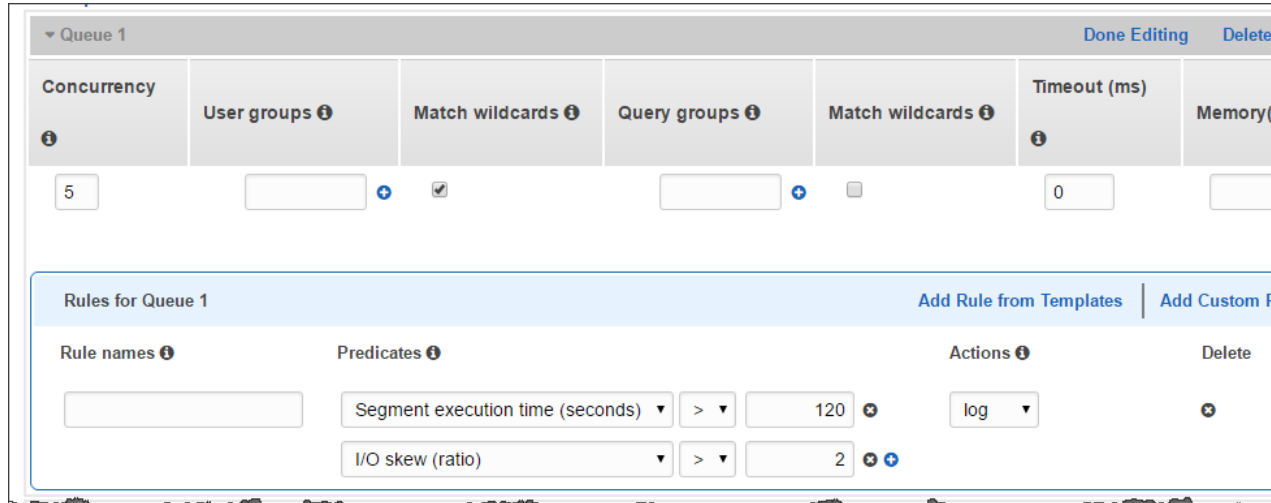 Queue 1 Done Editing Delete
Concurrency User groups Match wildcards Query groups Match wildcards Timeout (ms) Memory(
5 0
Rules for Queue 1 Add Rule from Templates Add Custom
Rule names Predicates Actions Delete
Segment execution time (seconds) > 120 log
I/O skew (ratio) > 2